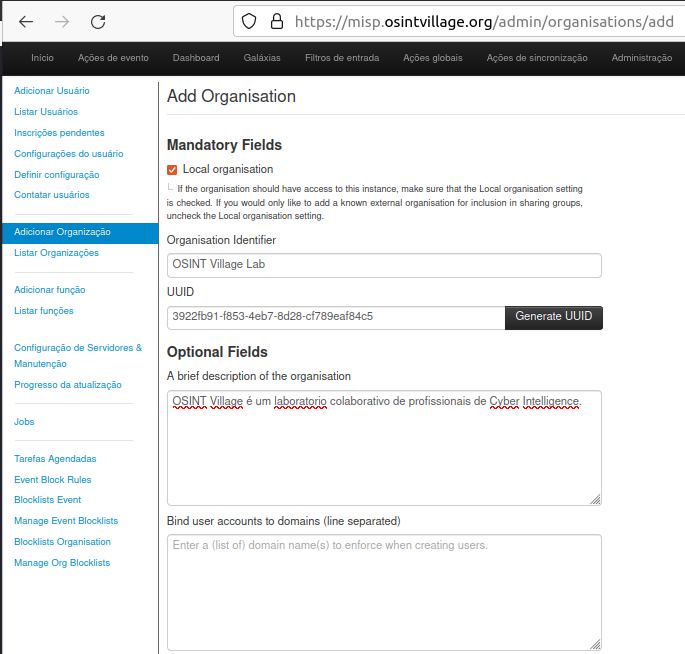 https://misp.osintvillage.org/admin/organisations/add
Início Ações de evento Dashboard Galáxias Filtros de entrada Ações globais Ações de sincronização Administração
Adicionar Usuário
Listar Usuários
Inscrições pendentes
Configurações do usuário
Definir configuração
Contatar usuários
Adicionar Organização
Listar Organizações
Adicionar função
Listar funções
Configuração de Servidores &
Manutenção
Progresso da atualização
Jobs
Tarefas Agendadas
Event Block Rules
Blocklists Event
Manage Event Blocklists
Blocklists Organisation
Manage Org Blocklists
Add Organisation
Mandatory Fields
Local organisation
If the organisation should have access to this instance, make sure that the Local organisation setting
is checked. If you would only like to add a known external organisation for inclusion in sharing groups,
uncheck the Local organisation setting.
Organisation Identifier
OSINT Village Lab
UUID
3922fb91-f853-4eb7-8d28-cf789eaf84c5 Generate UUID
Optional Fields
A brief description of the organisation
OSINT Village é um laboratorio colaborativo de profissionais de Cyber Intelligence.
Bind user accounts to domains (line separated)
Enter a (list of) domain name(s) to enforce when creating users.